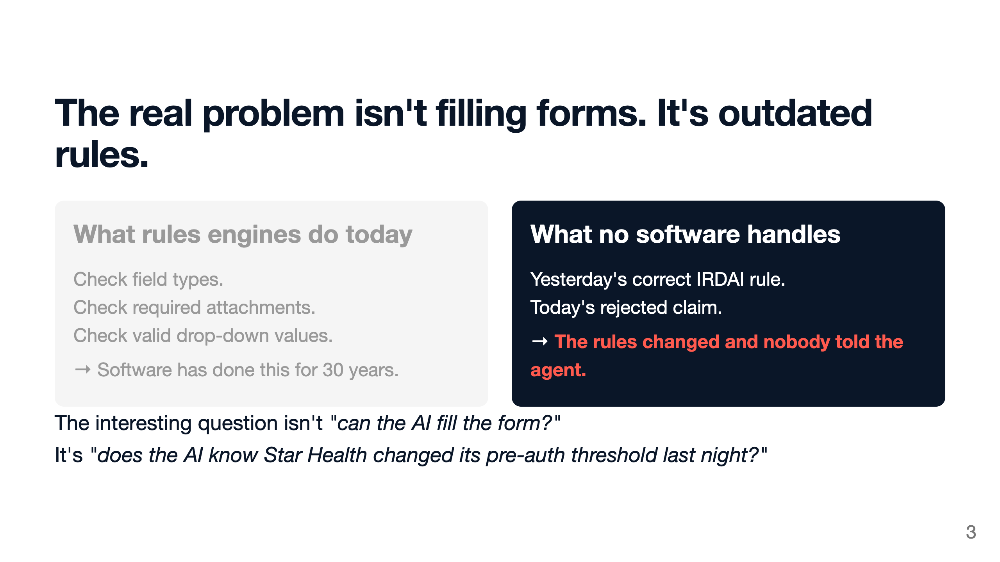 The real problem isn't filling forms. It's outdated
rules.
What rules engines do today
Check field types.
Check required attachments.
Check valid drop-down values.
→ Software has done this for 30 years.
What no software handles
Yesterday's correct IRDAI rule.
Today's rejected claim.
→ The rules changed and nobody told the
agent.
The interesting question isn't "can the AI fill the form?"
It's "does the AI know Star Health changed its pre-auth threshold last night?"
3